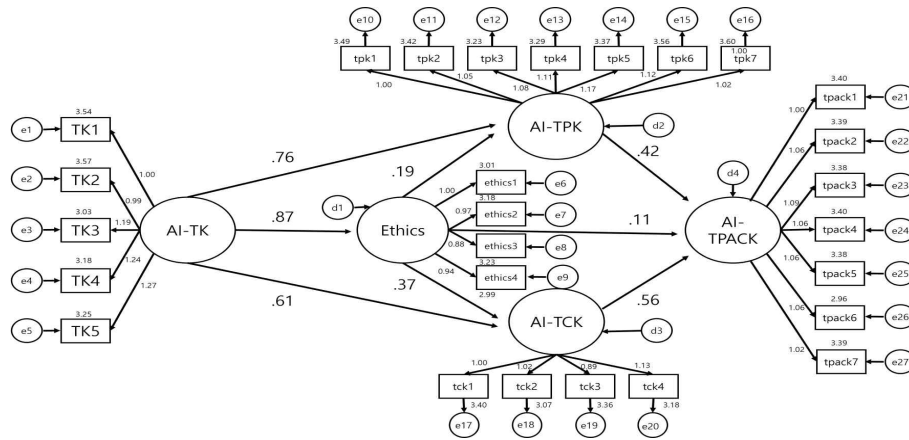 e10 e11 e12 e13 e14 e15 e16
3.49 3.42 3.23 3.29 3.37 3.56 3.60
1.00
tpk1 tpk2 tpk3 tpk4 tpk5 tpk6 tpk7
1.00 1.05 1.08 1.11 1.17 1.12 1.02
AI-TPK
d2
3.54
e1 TK1
3.57
e2 TK2
3.03
e3 TK3
3.18
e4 TK4
3.25
e5 TK5
1.00
0.99
1.19
1.24
1.27
AI-TK
.76
.87
.61
.19
.37
d1
Ethics
3.01
1.00 ethics1 e6
3.18
0.97 ethics2 e7
0.88 ethics3 e8
3.23
0.94 ethics4 e9
2.99
.42
.11
.56
AI-TCK
d3
1.00 1.02 0.89 1.13
tck1 tck2 tck3 tck4
3.40 3.07 3.36 3.18
e17 e18 e19 e20
d4
AI-
TPACK
1.00
1.06
1.09
1.06
1.06
1.06
1.02
3.40
tpack1 e21
3.39
tpack2 e22
3.38
tpack3 e23
3.40
tpack4 e24
3.38
tpack5 e25
2.96
tpack6 e26
3.39
tpack7 e27